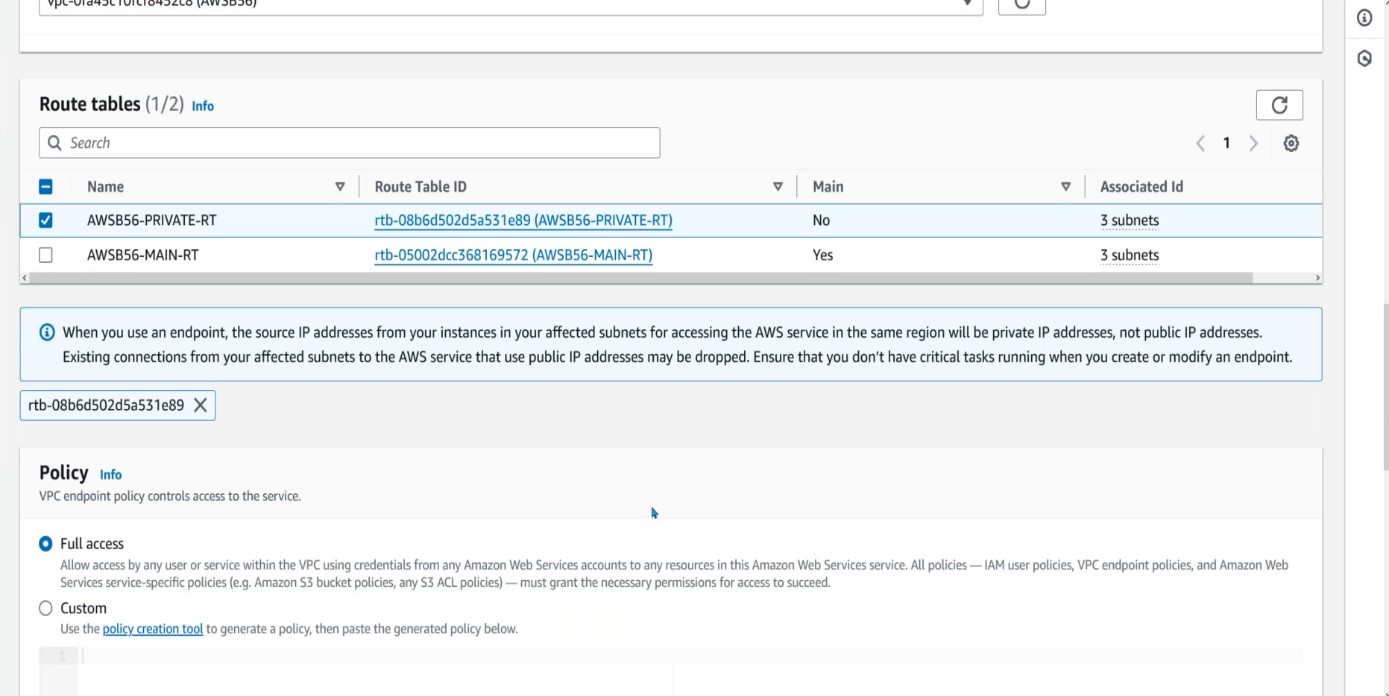 (AWSB56)
Route tables (1/2) Info
Search
1
Name Route Table ID Main Associated Id
AWSB56-PRIVATE-RT rtb-08b6d502d5a531e89 (AWSB56-PRIVATE-RT) No 3 subnets
AWSB56-MAIN-RT rtb-05002dcc368169572 (AWSB56-MAIN-RT) Yes 3 subnets
When you use an endpoint, the source IP addresses from your instances in your affected subnets for accessing the AWS service in the same region will be private IP addresses, not public IP addresses.
Existing connections from your affected subnets to the AWS service that use public IP addresses may be dropped. Ensure that you don't have critical tasks running when you create or modify an endpoint.
rtb-08b6d502d5a531e89
Policy Info
VPC endpoint policy controls access to the service.
Full access
Allow access by any user or service within the VPC using credentials from any Amazon Web Services accounts to any resources in this Amazon Web Services service. All policies — IAM user policies, VPC endpoint policies, and Amazon Web
Services service-specific policies (e.g. Amazon S3 bucket policies, any S3 ACL policies) — must grant the necessary permissions for access to succeed.
Custom
Use the policy creation tool to generate a policy, then paste the generated policy below.
1